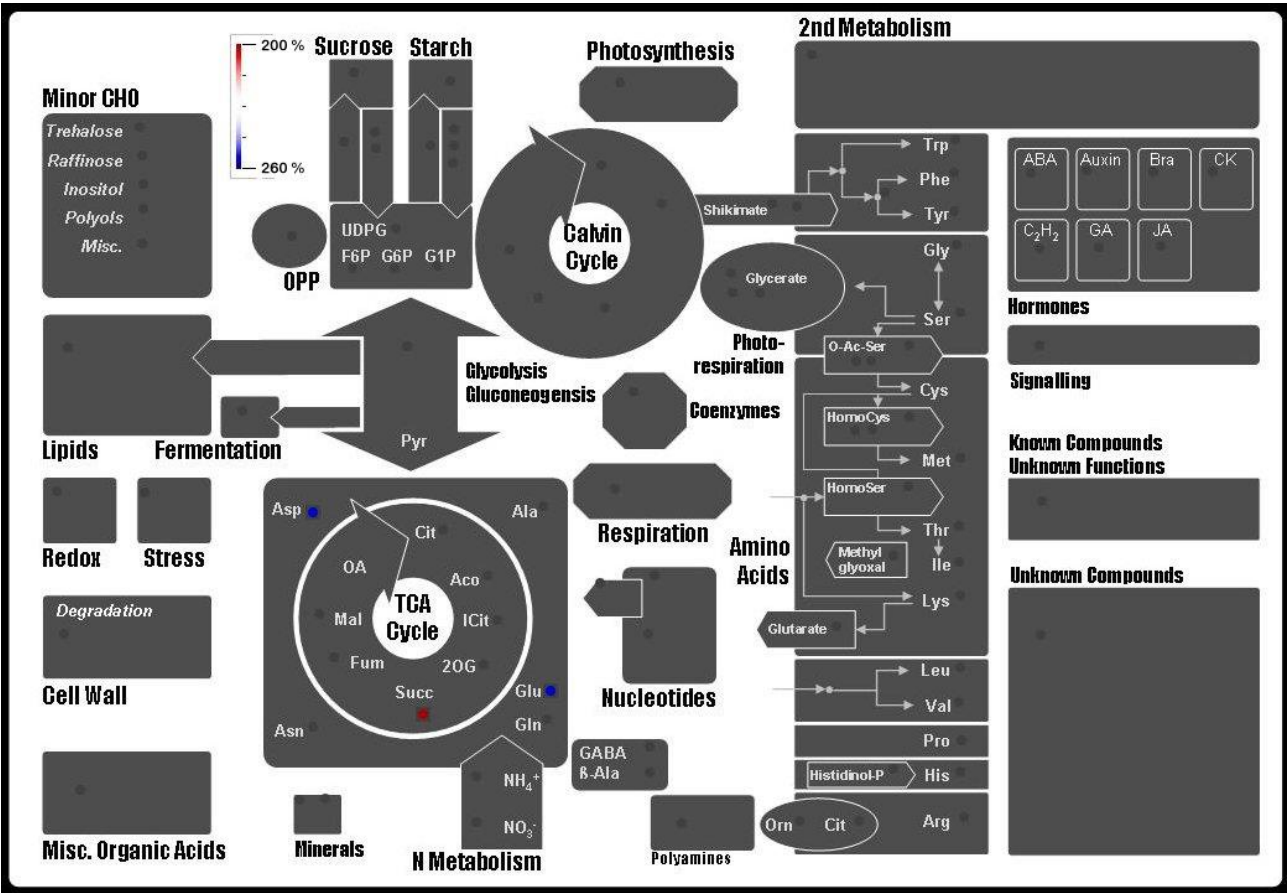 2nd Metabolism
200 %
260 %
Sucrose
Starch
Photosynthesis
Minor CHO
Trehalose
Raffinose
Inositol
Polyols
Misc.
UDPG
F6P G6P G1P
OPP
Calvin
Cycle
Shikimate
Trp
Phe
Tyr
ABA
Auxin
Bra
CK
C2H2
GA
JA
Hormones
Glycerate
Gly
Ser
Photo-
respiration
O-Ac-Ser
Signalling
Glycolysis
Gluconeogensis
Coenzymes
Cys
HomoCys
Met
HomoSer
Thr
Methyl
glyoxal
Ile
Lys
Glutarate
Amino
Acids
Known Compounds
Unknown Functions
Lipids
Fermentation
Pyr
Redox
Stress
Respiration
Unknown Compounds
Asp
Ala
Cit
OA
Aco
Mal
TCA
Cycle
ICit
Fum
2OG
Succ
Glu
Asn
Gln
Degradation
Cell Wall
Nucleotides
Leu
Val
Pro
GABA
ß-Ala
Histidinol-P
His
NH4+
NO3-
N Metabolism
Misc. Organic Acids
Minerals
Polyamines
Orn
Cit
Arg